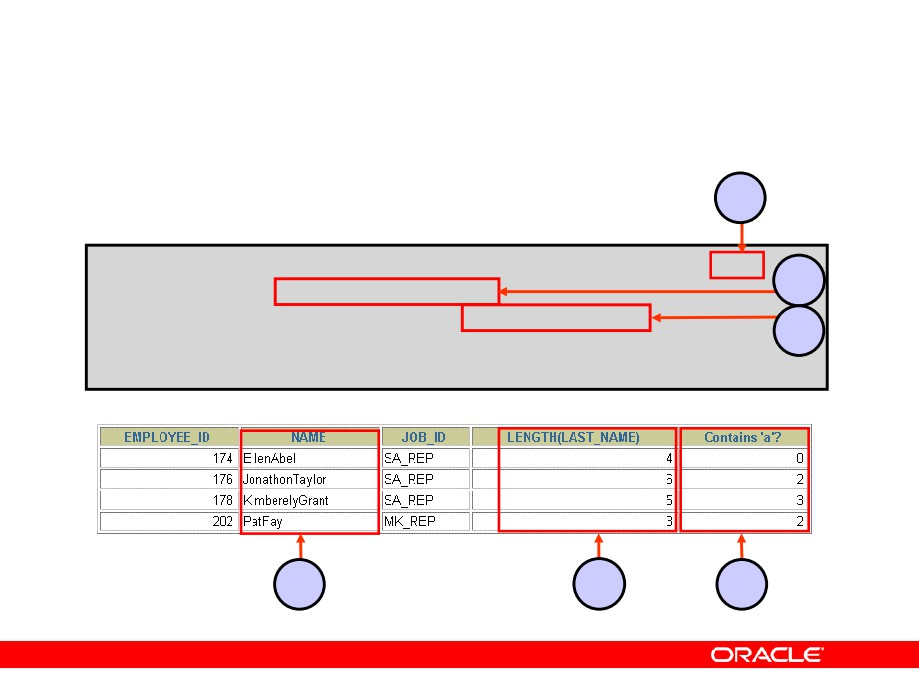 EMPLOYEE_ID NAME JOB_ID LENGTH(LAST_NAME) Contains 'a'?
174 EllenAbel SA_REP 4 0
176 JonathonTaylor SA_REP 6 2
178 KimberelyGrant SA_REP 5 3
202 PatFay MK_REP 3 2
ORACLE